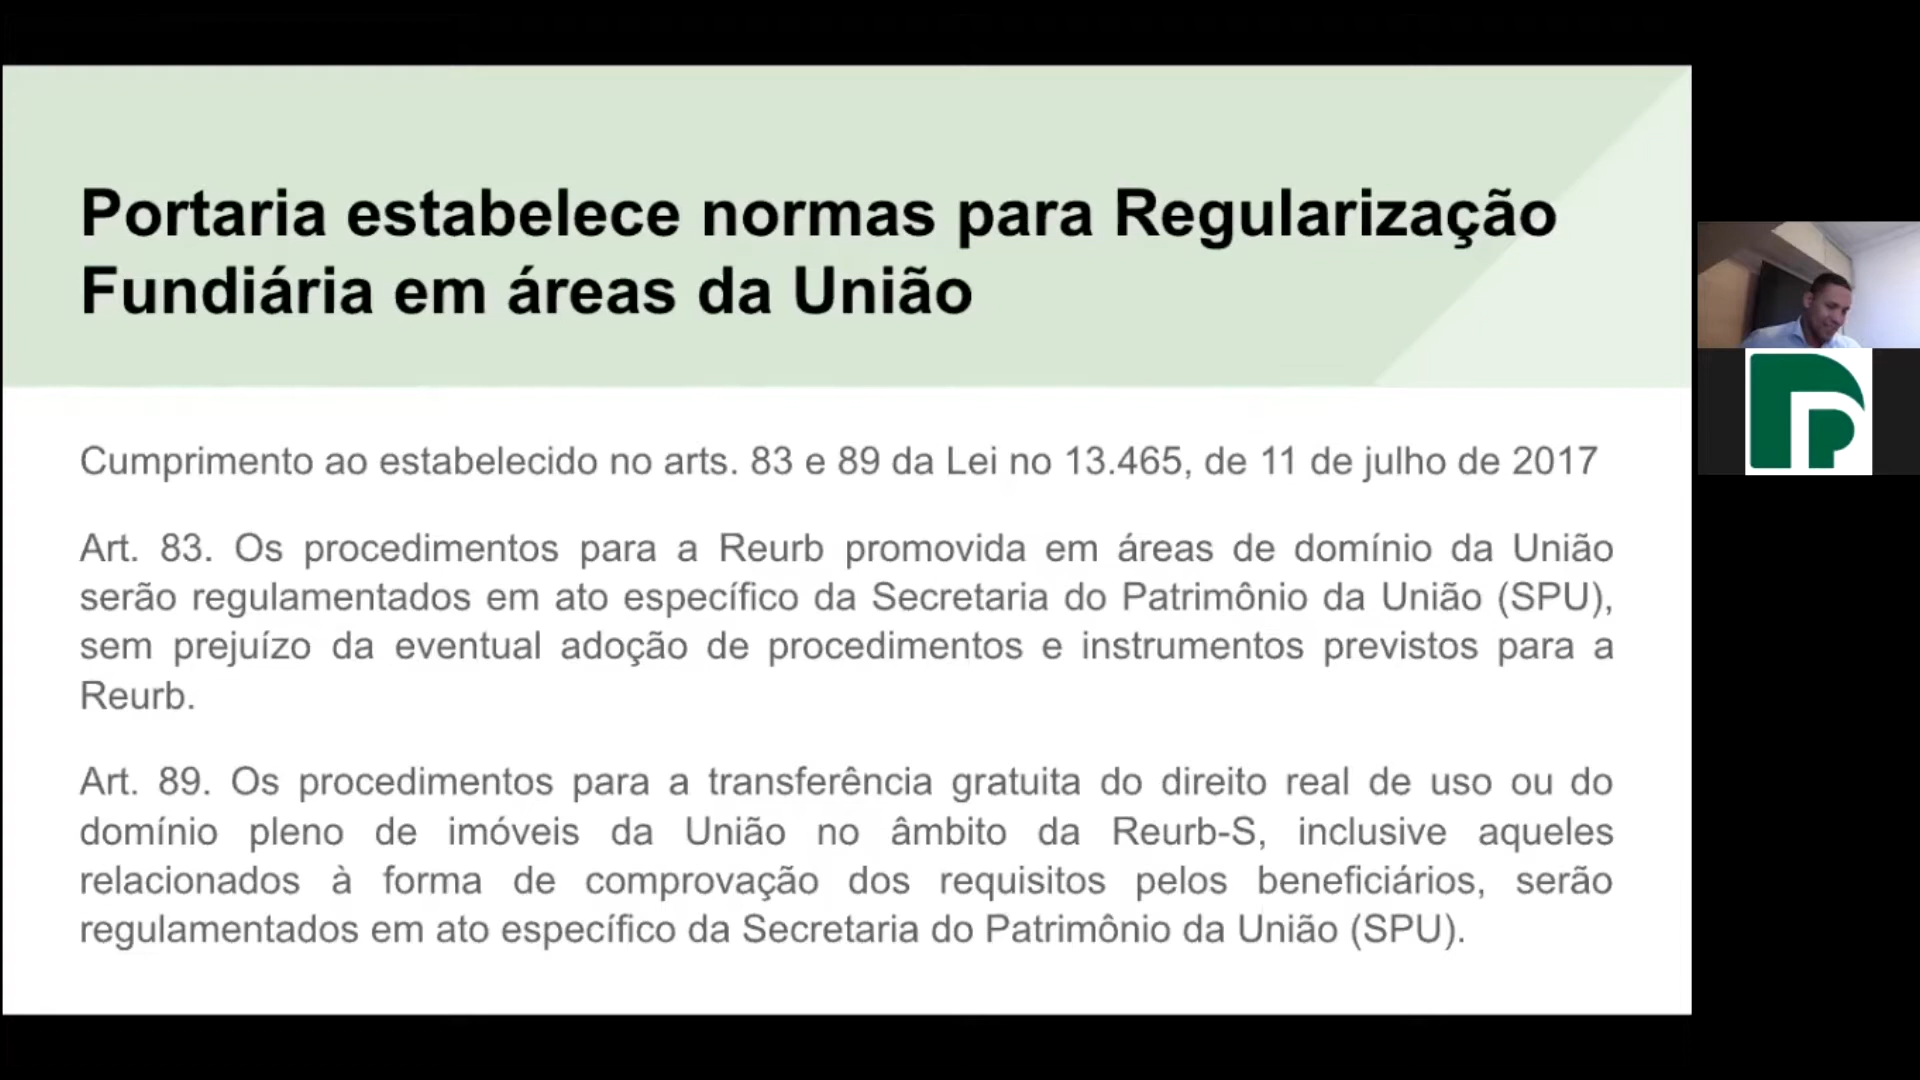 Portaria estabelece normas para Regularização
Fundiária em áreas da União
Cumprimento ao estabelecido no arts. 83 e 89 da Lei no 13.465, de 11 de julho de 2017
Art. 83. Os procedimentos para a Reurb promovida em áreas de domínio da União
serão regulamentados em ato específico da Secretaria do Patrimônio da União (SPU),
sem prejuízo da eventual adoção de procedimentos e instrumentos previstos para a
Reurb.
Art. 89. Os procedimentos para a transferência gratuita do direito real de uso ou do
domínio pleno de imóveis da União no âmbito da Reurb-S, inclusive aqueles
relacionados à forma de comprovação dos requisitos pelos beneficiários, serão
regulamentados em ato específico da Secretaria do Patrimônio da União (SPU).